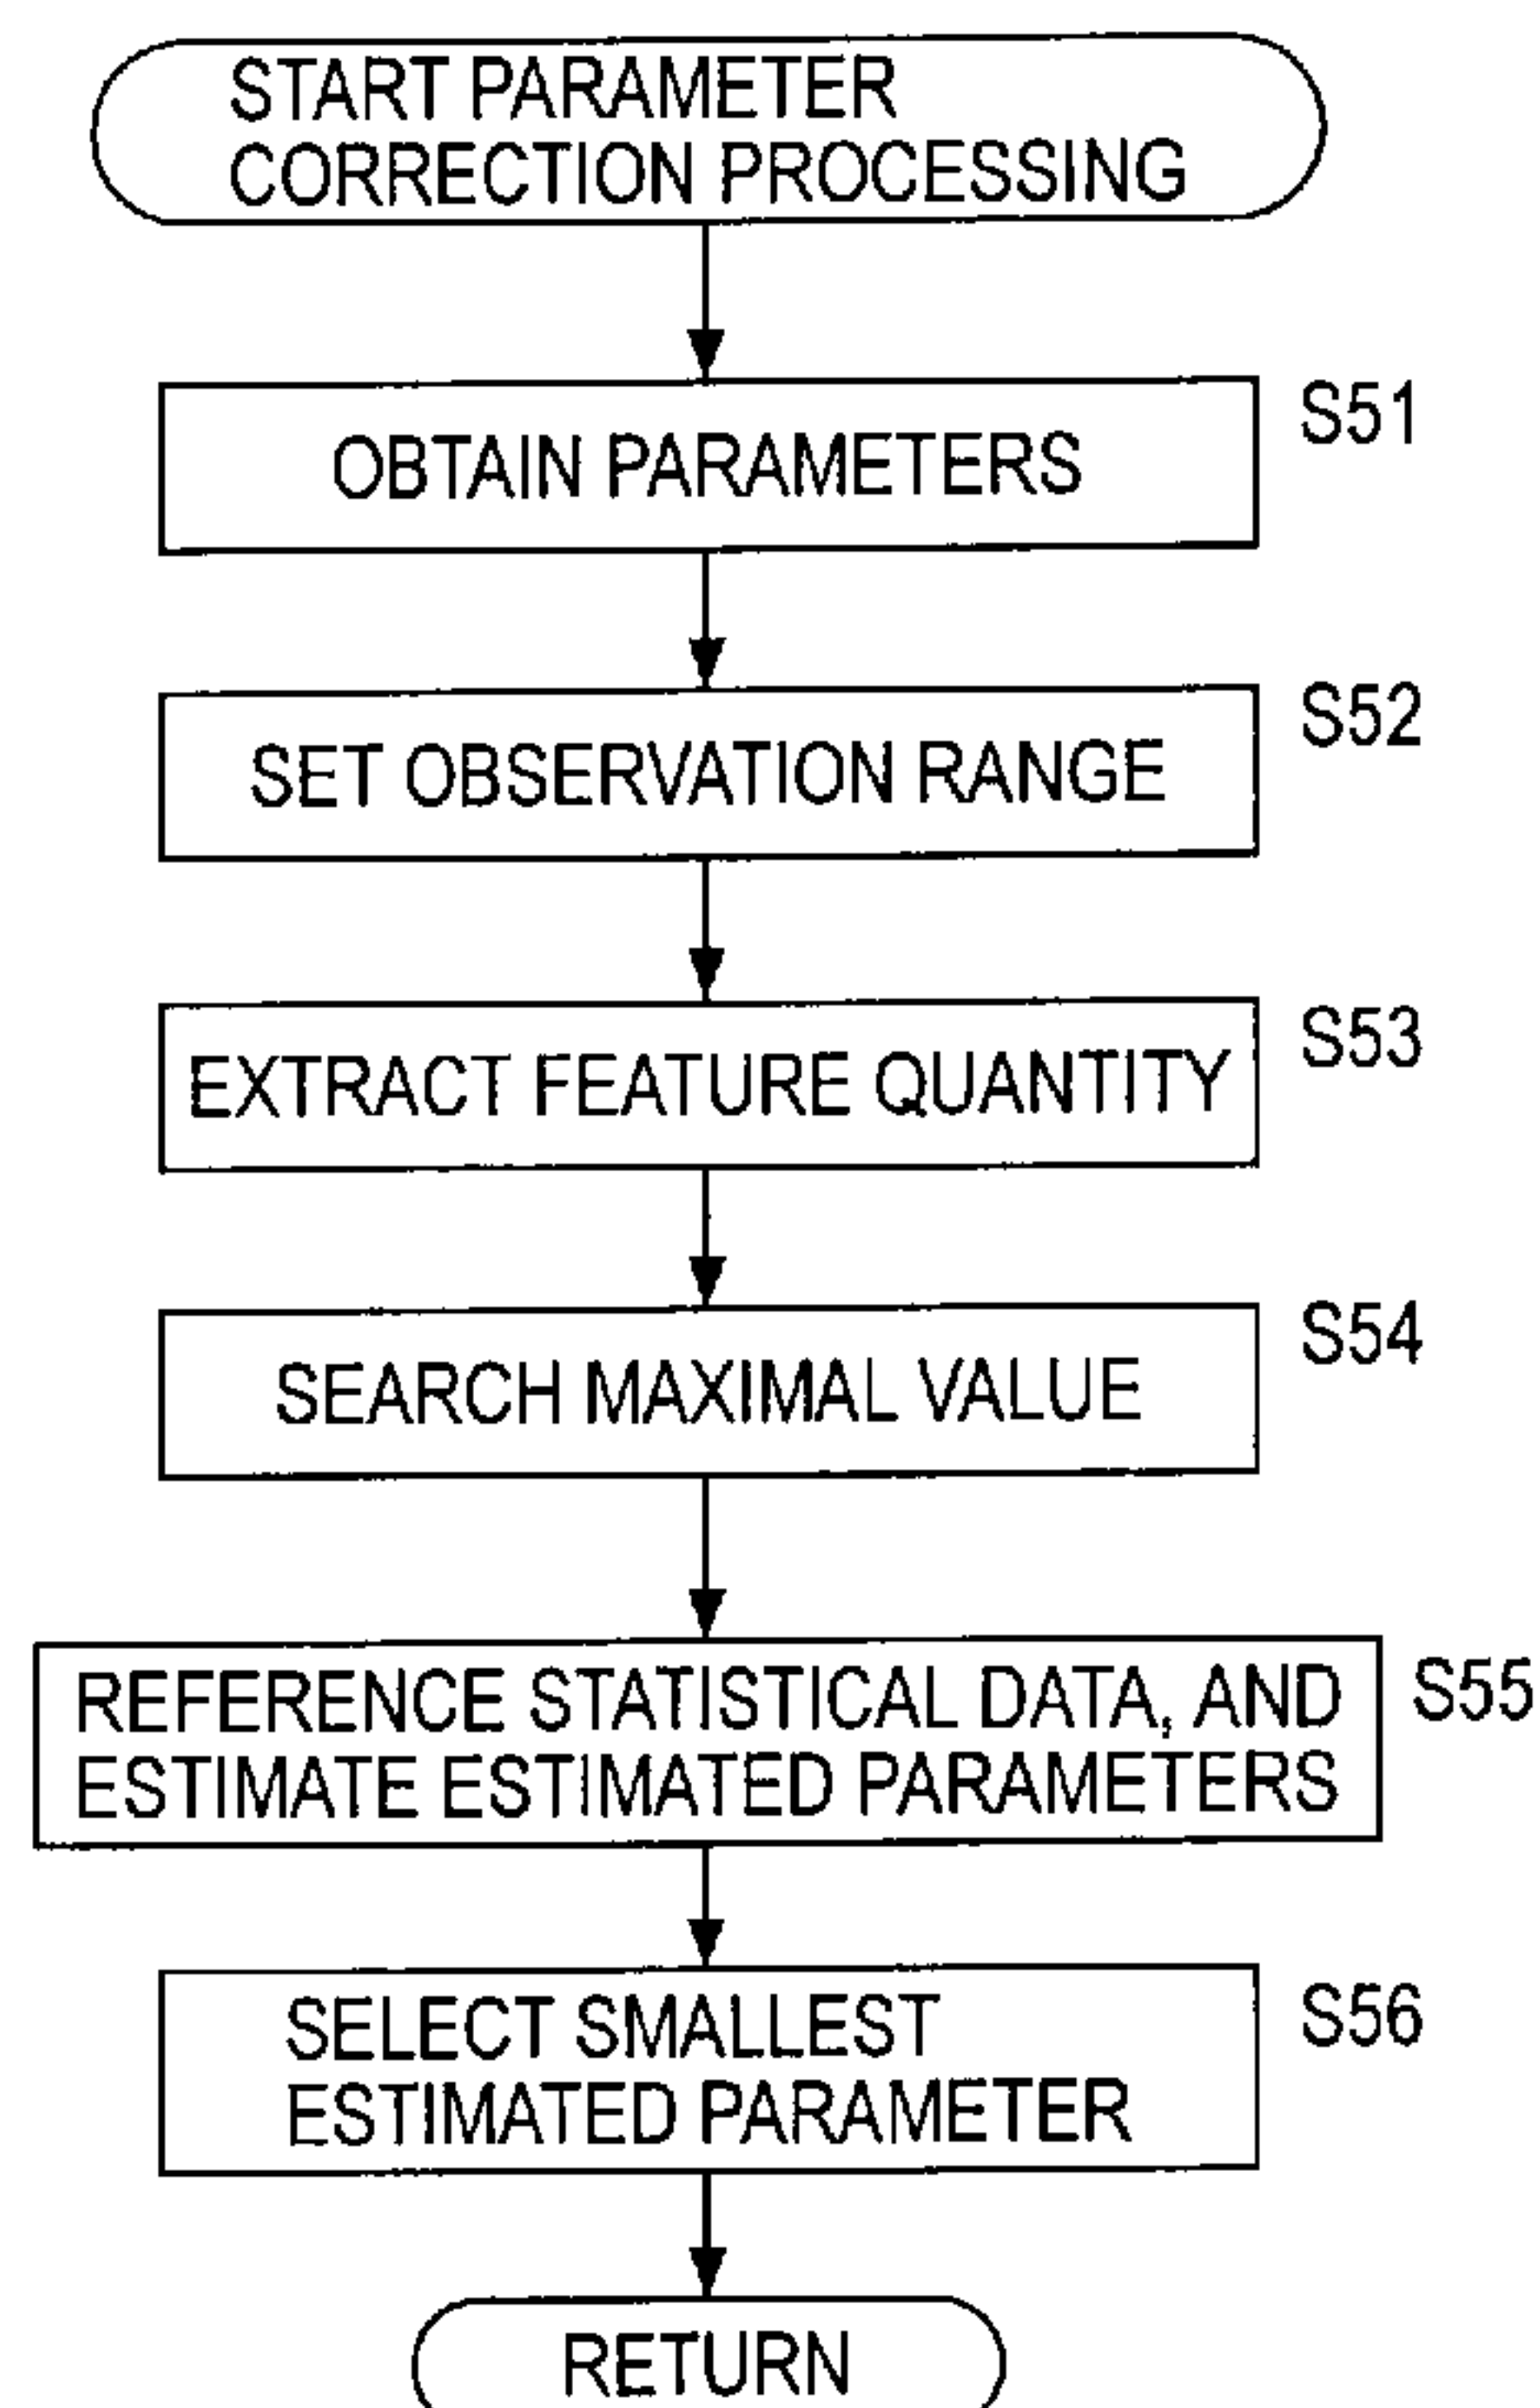 START PARAMETER
CORRECTION PROCESSING
OBTAIN PARAMETERS
S51
SET OBSERVATION RANGE
S52
EXTRACT FEATURE QUANTITY
S53
SEARCH MAXIMAL VALUE
S54
REFERENCE STATISTICAL DATA, AND
ESTIMATE ESTIMATED PARAMETERS
S55
SELECT SMALLEST
ESTIMATED PARAMETER
S56
RETURN